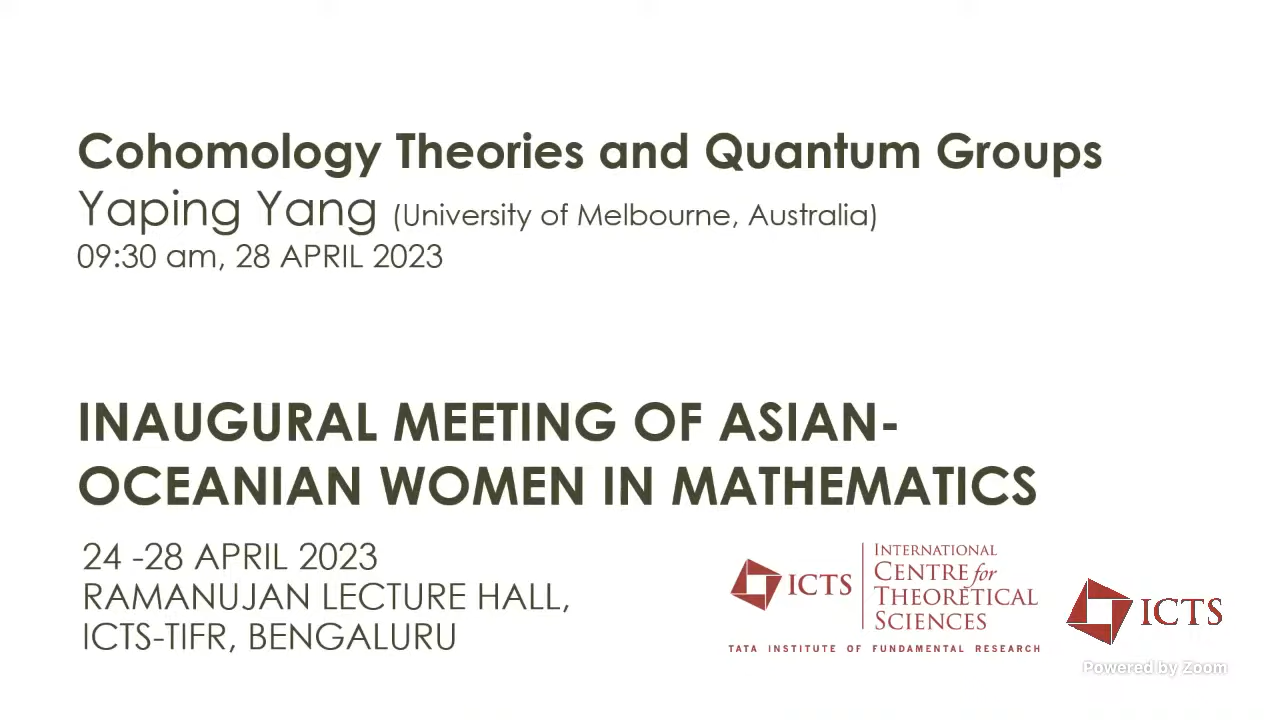 Cohomology Theories and Quantum Groups
Yaping Yang (University of Melbourne, Australia)
09:30 am, 28 APRIL 2023
INAUGURAL MEETING OF ASIAN-
OCEANIAN WOMEN IN MATHEMATICS
24 -28 APRIL 2023
RAMANUJAN LECTURE HALL,
ICTS-TIFR, BENGALURU
ICTS
INTERNATIONAL
CENTRE for
THEORETICAL
SCIENCES
TATA INSTITUTE OF FUNDAMENTAL RESEARCH
ICTS
Powered by Zoom